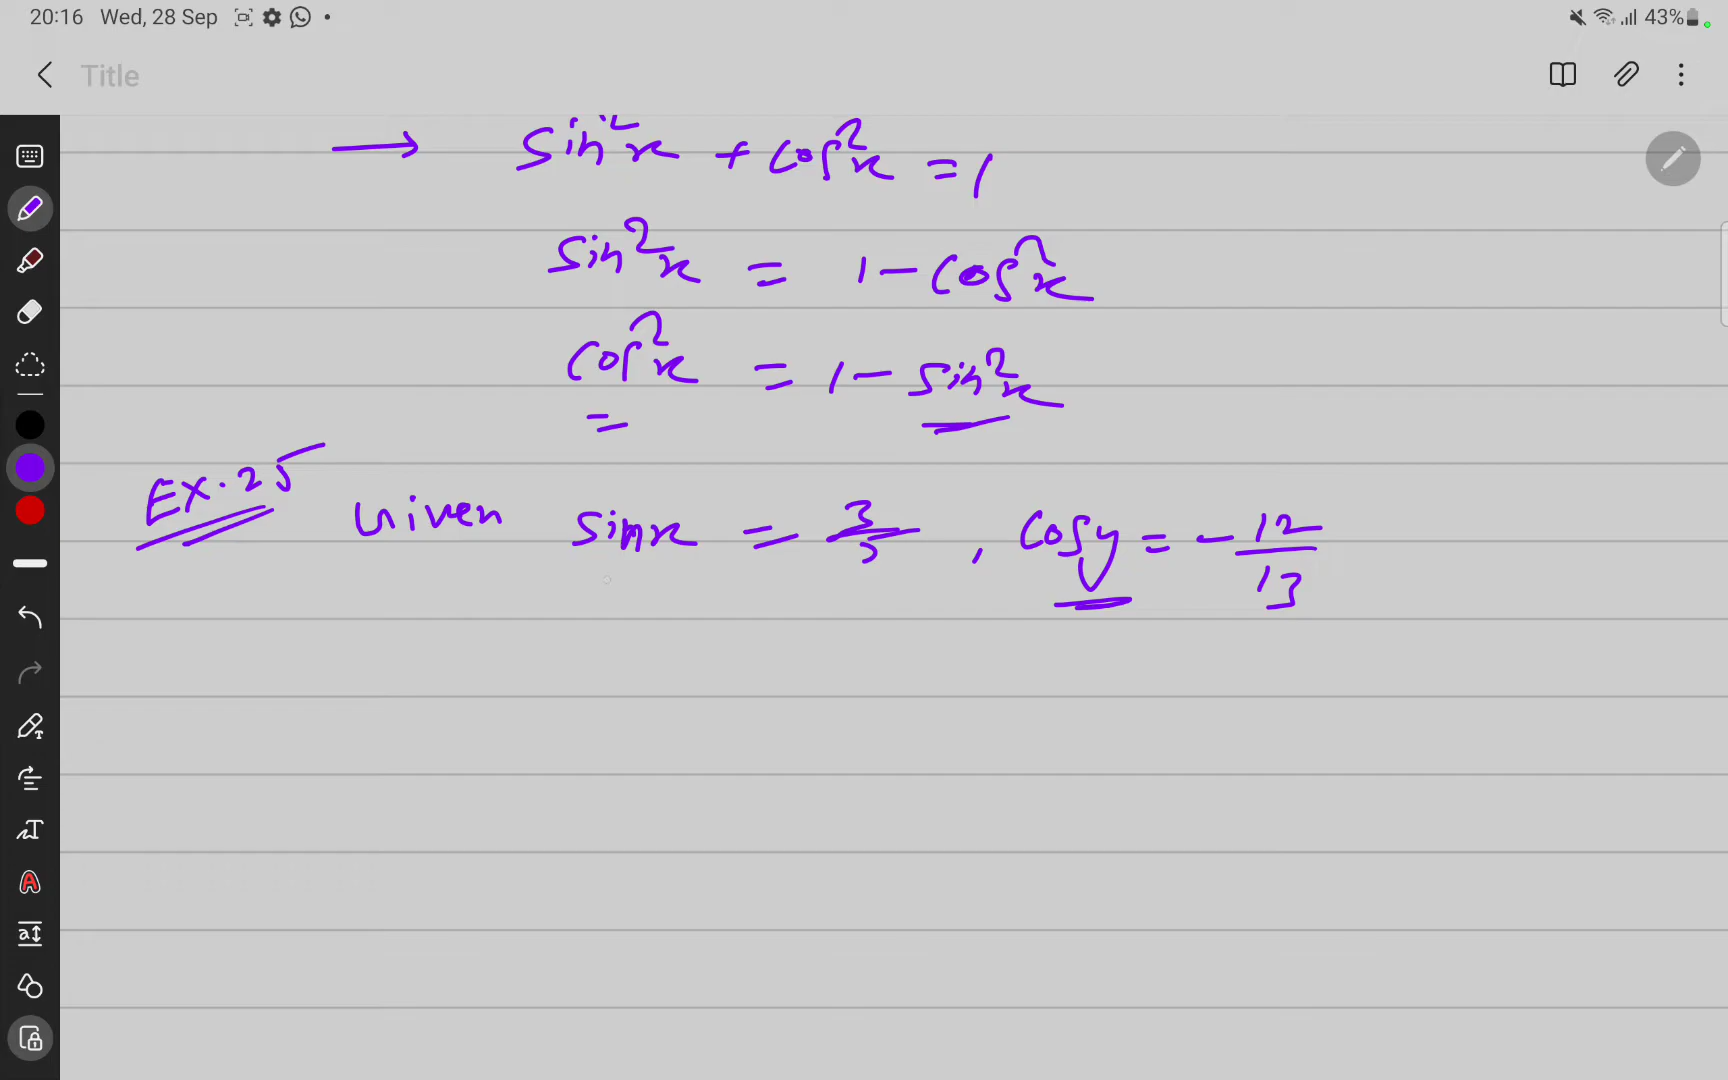 20:16 Wed, 28 Sep 43%
Title
→ sin²x + cos²x = 1
sin²x = 1 - cos²x
cos²x = 1 - sin²x
Ex. 25 Given sinx = 3/5 , cosy = - 12/13